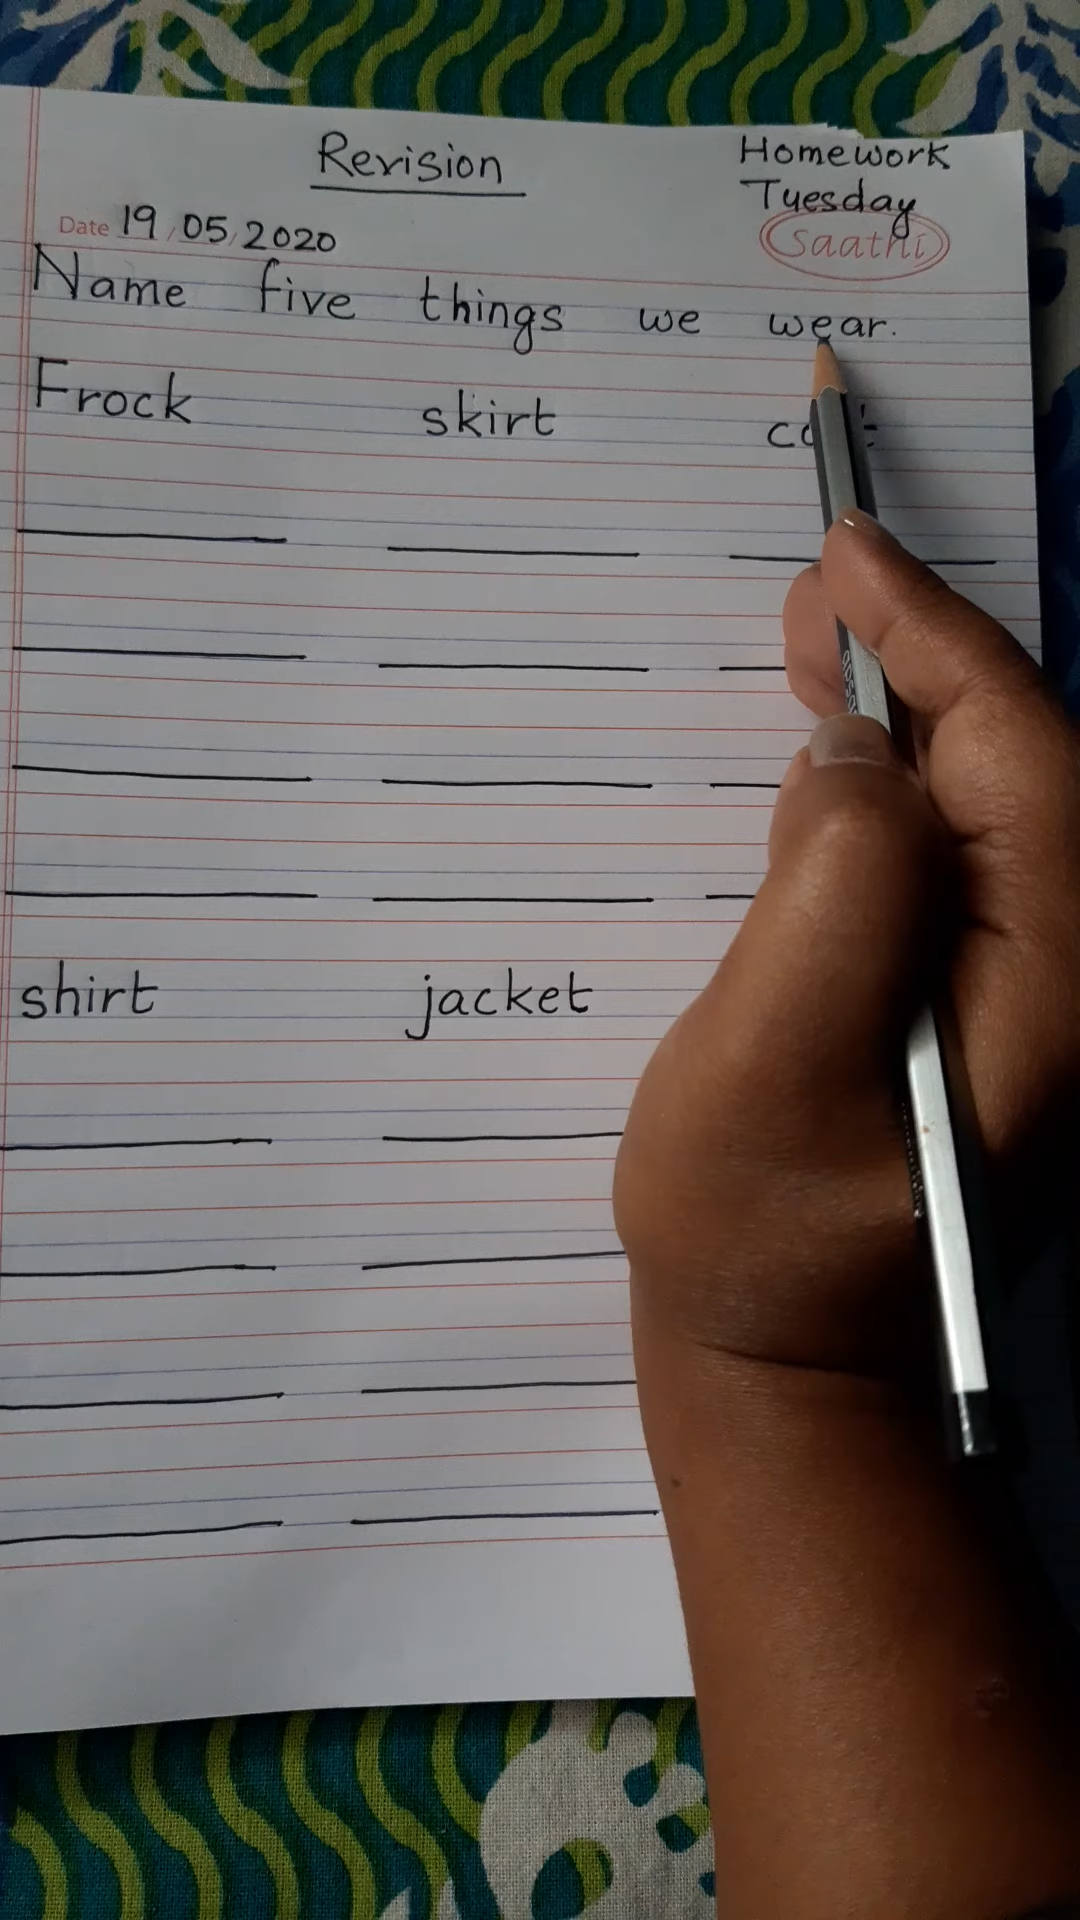 Revision
Homework
Tuesday
Date 19/05/2020
saathi
Name five things we wear.
Frock skirt
shirt jacket